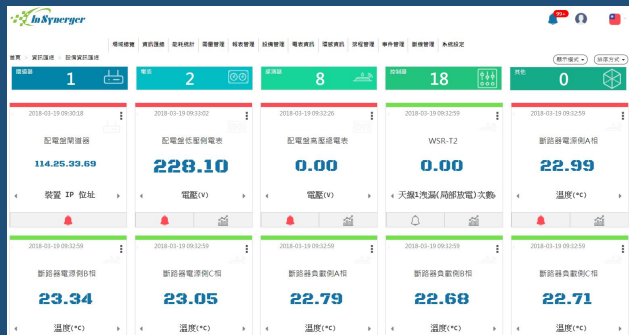 InSynerger
99+
場域總覽 資訊匯總 能耗統計 需量管理 報表管理 設備管理 電表資訊 環感資訊 排程管理 事件管理 斷線管理 系統設定
首頁 > 資訊匯總 > 設備資訊匯總
顯示模式 排序方式
閘道器 1
電表 2
感測器 8
控制器 18
其他 0
2018-03-19 09:30:18 2018-03-19 09:33:02 2018-03-19 09:32:26 2018-03-19 09:32:59 2018-03-19 09:32:59
配電盤閘道器 配電盤低壓側電表 配電盤高壓總電表 WSR-T2 斷路器電源側A相
114.25.33.69 228.10 0.00 0.00 22.99
裝置 IP 位址 電壓(V) 電壓(V) 天線1洩漏(局部放電)次數 溫度(°C)
2018-03-19 09:32:59 2018-03-19 09:32:59 2018-03-19 09:32:59 2018-03-19 09:32:59 2018-03-19 09:32:59
斷路器電源側B相 斷路器電源側C相 斷路器負載側A相 斷路器負載側B相 斷路器負載側C相
23.34 23.05 22.79 22.68 22.71
溫度(°C) 溫度(°C) 溫度(°C) 溫度(°C) 溫度(°C)